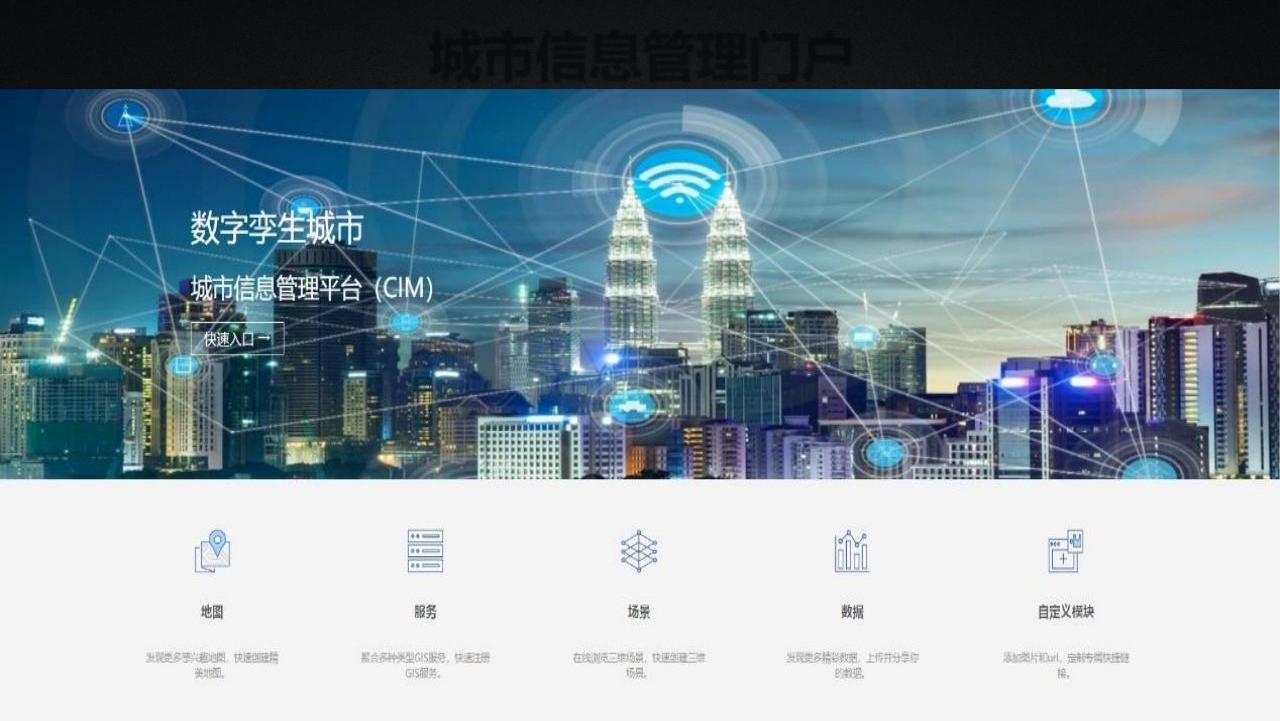 城市信息管理门户
数字孪生城市
城市信息管理平台（CIM）
快速入口 →
地图
服务
场景
数据
自定义模块
发现更多感兴趣地图，快速创建精
美地图。
聚合多种类型GIS服务，快速注册
GIS服务。
在线浏览三维场景，快速创建三维
场景。
发现更多精彩数据，上传并分享你
的数据。
添加图片和url，定制专属快捷链
接。